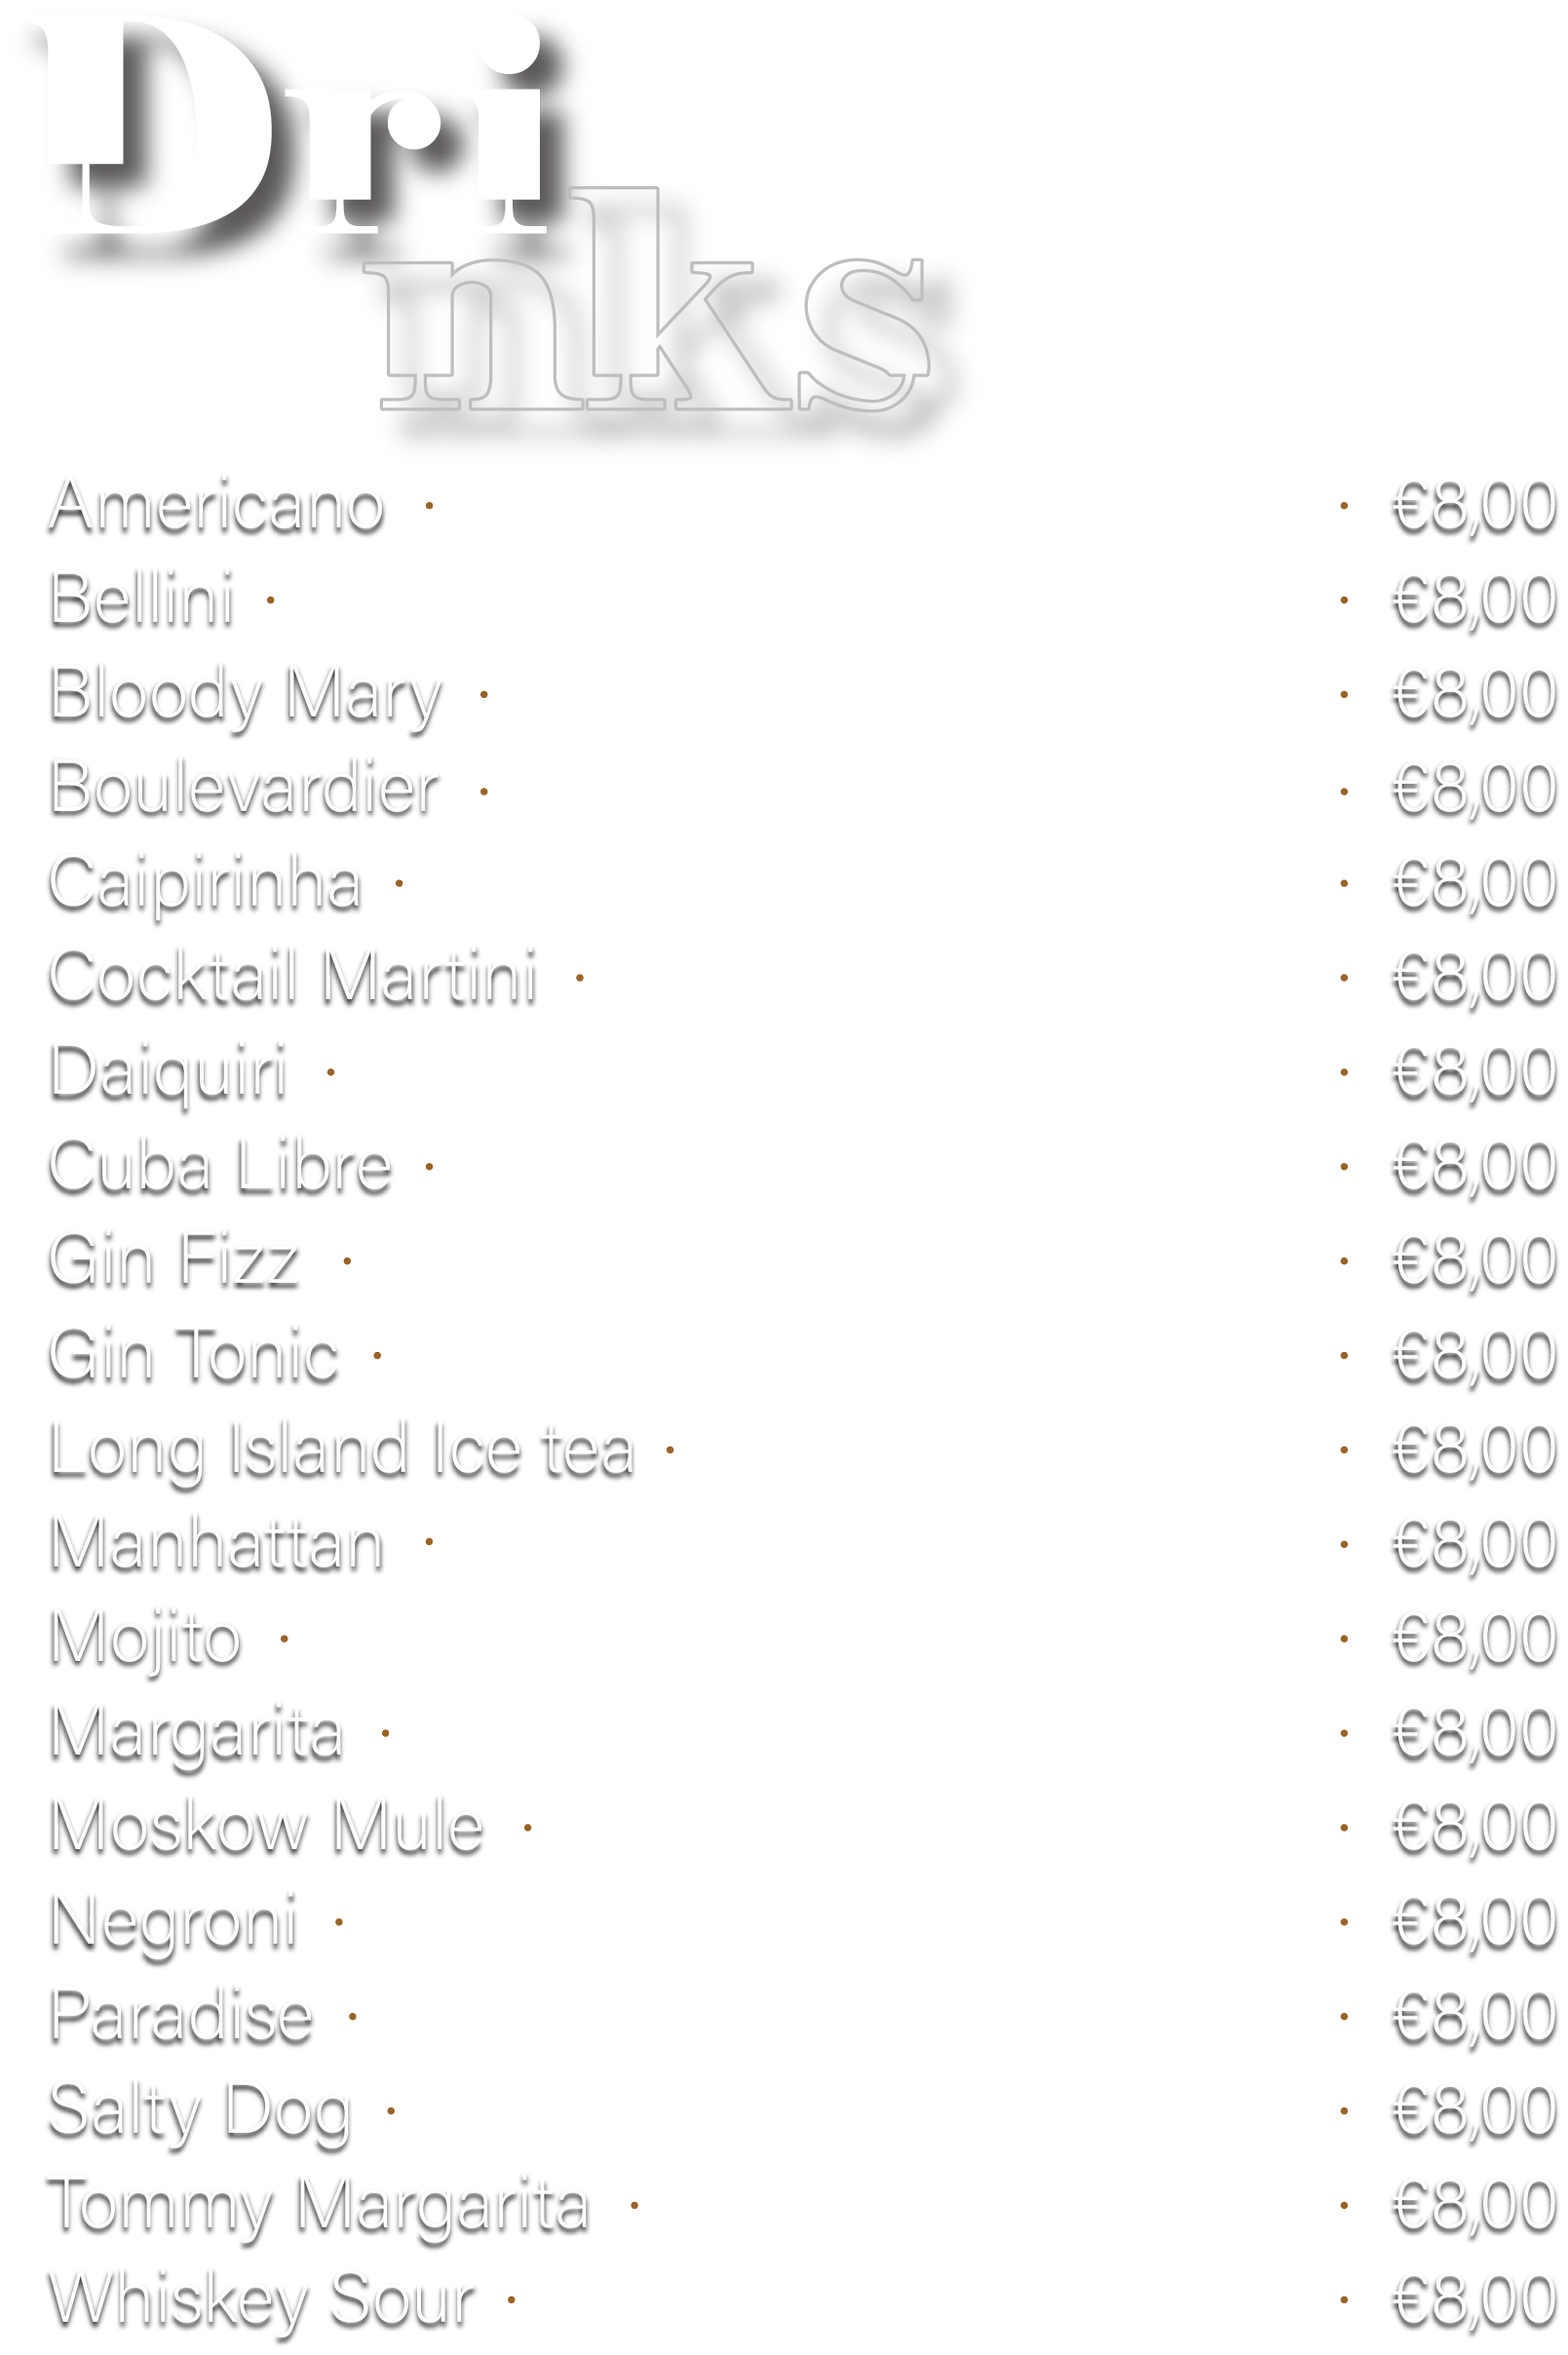 Dri
nks
Americano · · €8,00
Bellini · · €8,00
Bloody Mary · · €8,00
Boulevardier · · €8,00
Caipirinha · · €8,00
Cocktail Martini · · €8,00
Daiquiri · · €8,00
Cuba Libre · · €8,00
Gin Fizz · · €8,00
Gin Tonic · · €8,00
Long Island Ice tea · · €8,00
Manhattan · · €8,00
Mojito · · €8,00
Margarita · · €8,00
Moskow Mule · · €8,00
Negroni · · €8,00
Paradise · · €8,00
Salty Dog · · €8,00
Tommy Margarita · · €8,00
Whiskey Sour · · €8,00